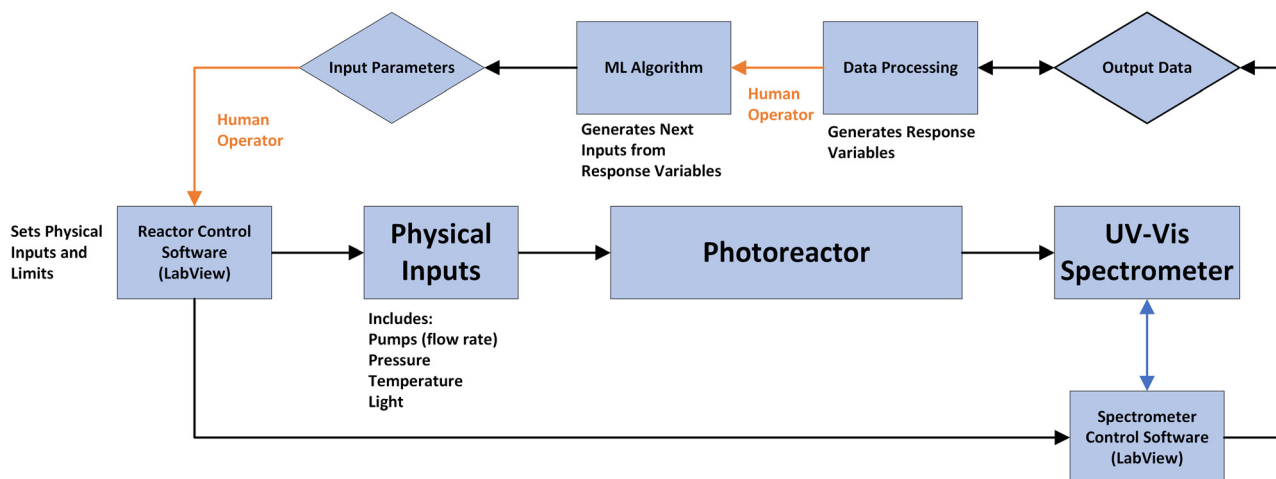 Input Parameters
ML Algorithm
Data Processing
Output Data
Human
Operator
Human
Operator
Generates Next
Inputs from
Response Variables
Generates Response
Variables
Sets Physical
Inputs and
Limits
Reactor Control
Software
(LabView)
Physical
Inputs
Photoreactor
UV-Vis
Spectrometer
Includes:
Pumps (flow rate)
Pressure
Temperature
Light
Spectrometer
Control Software
(LabView)